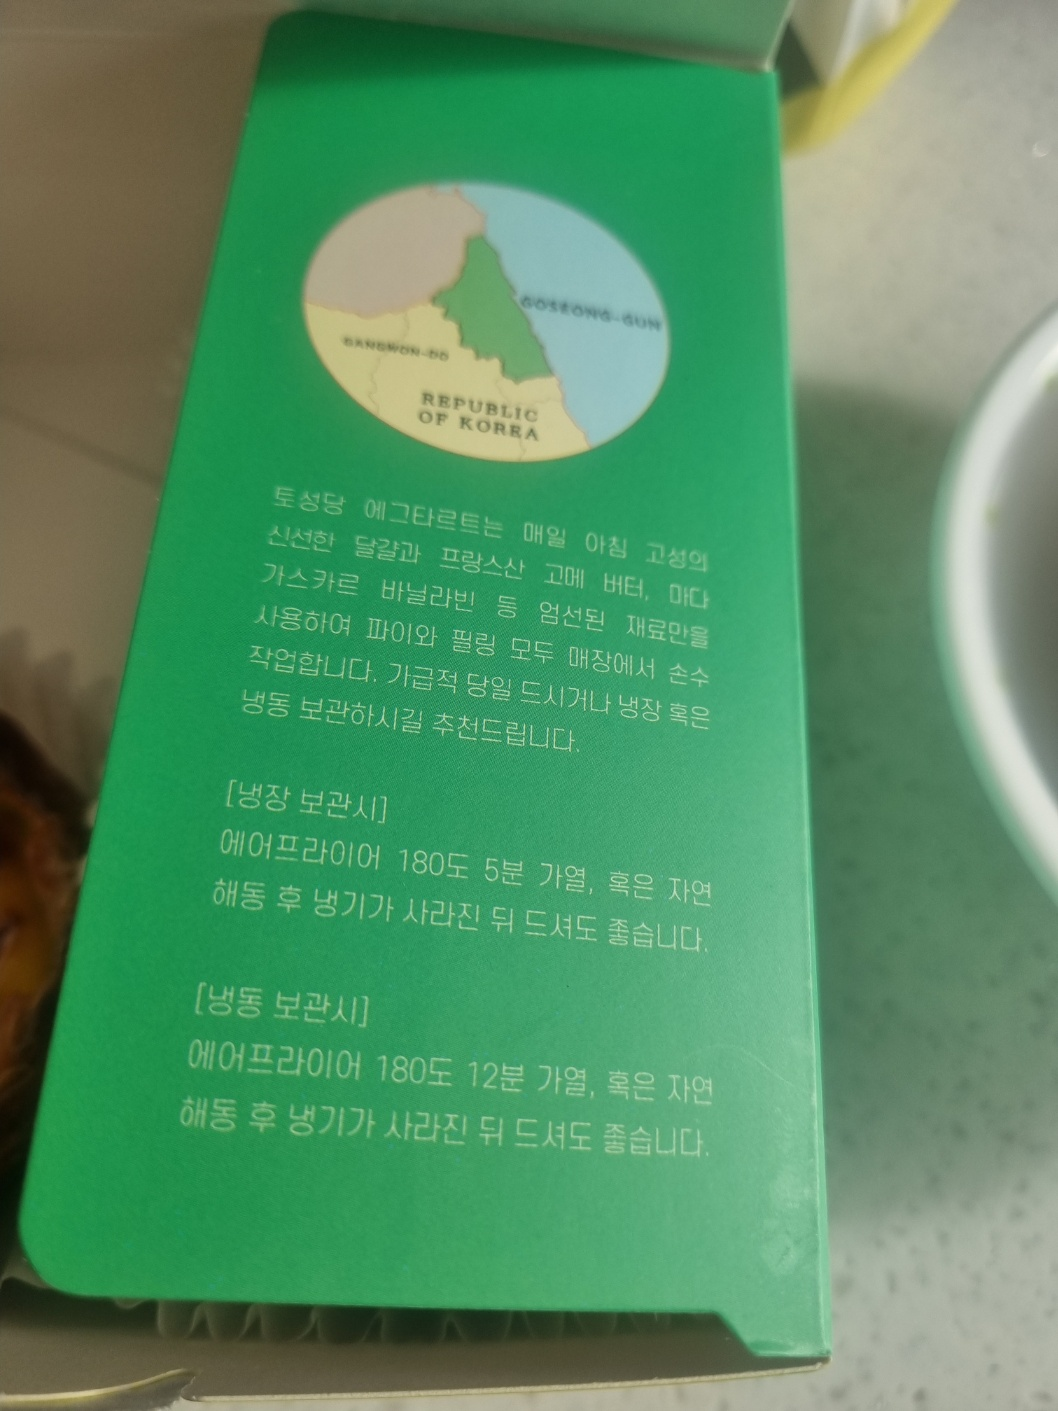 GOSEONG-GUN
GANGWON-DO
REPUBLIC
OF KOREA
토성당 에그타르트는 매일 아침 고성의
신선한 달걀과 프랑스산 고메 버터, 마다
가스카르 바닐라빈 등 엄선된 재료만을
사용하여 파이와 필링 모두 매장에서 손수
작업합니다. 가급적 당일 드시거나 냉장 혹은
냉동 보관하시길 추천드립니다.
[냉장 보관시]
에어프라이어 180도 5분 가열, 혹은 자연
해동 후 냉기가 사라진 뒤 드셔도 좋습니다.
[냉동 보관시]
에어프라이어 180도 12분 가열, 혹은 자연
해동 후 냉기가 사라진 뒤 드셔도 좋습니다.